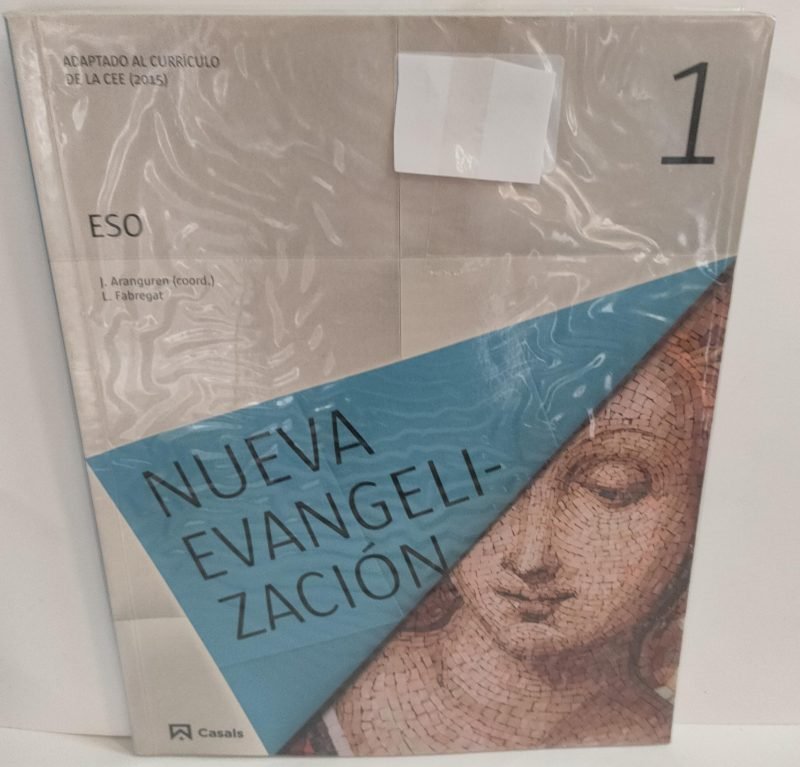 ADAPTADO AL CURRÍCULO
DE LA CEE (2015)
1
ESO
J. Aranguren (coord.)
L. Fabregat
NUEVA
EVANGELI-
ZACIÓN
Casals